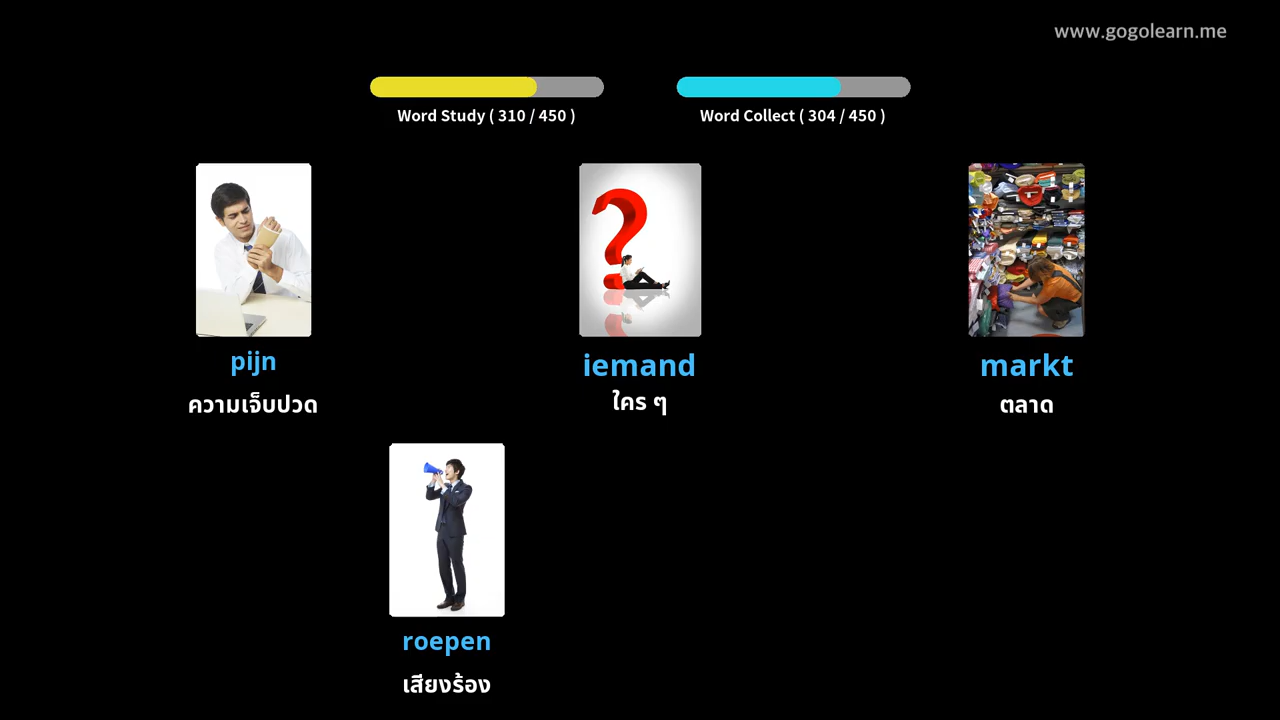 www.gogolearn.me
Word Study ( 310 / 450 )
Word Collect ( 304 / 450 )
pijn
ความเจ็บปวด
iemand
ใคร ๆ
markt
ตลาด
roepen
เสียงร้อง